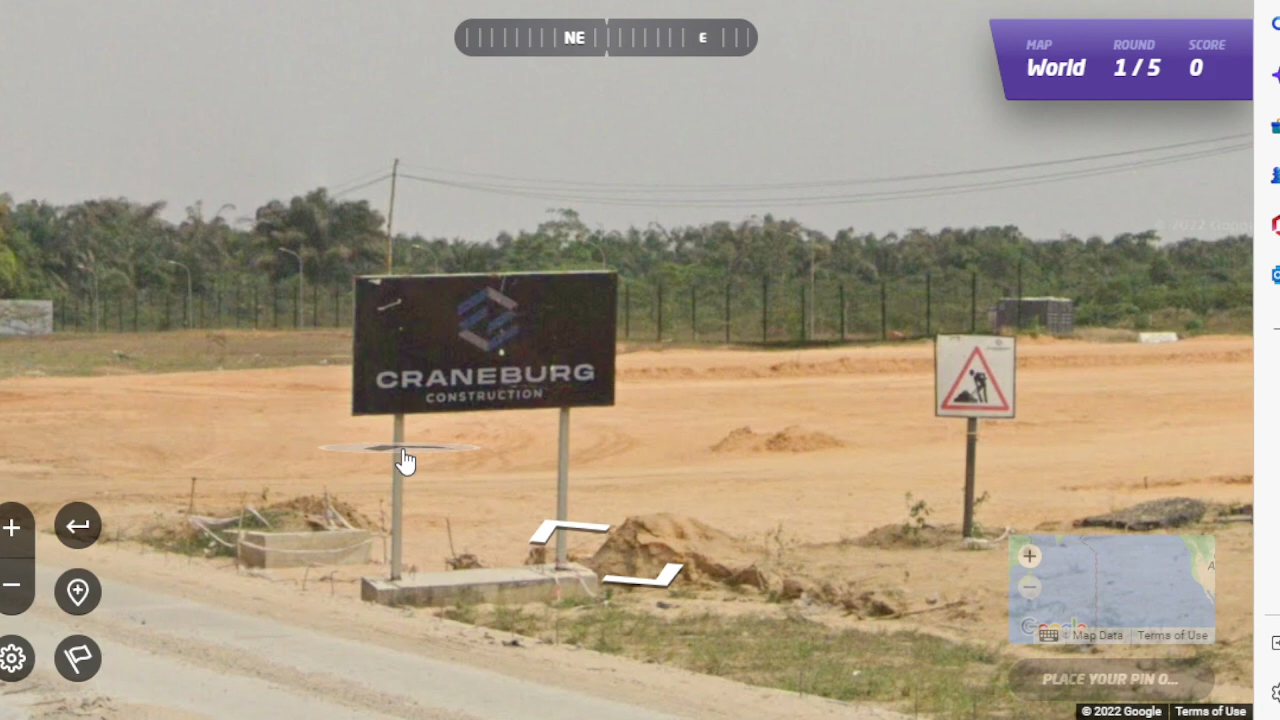 NE
E
MAP
ROUND
SCORE
World
1 / 5
0
CRANEBURG
CONSTRUCTION
Google
Map Data
Terms of Use
PLACE YOUR PIN O...
© 2022 Google
Terms of Use